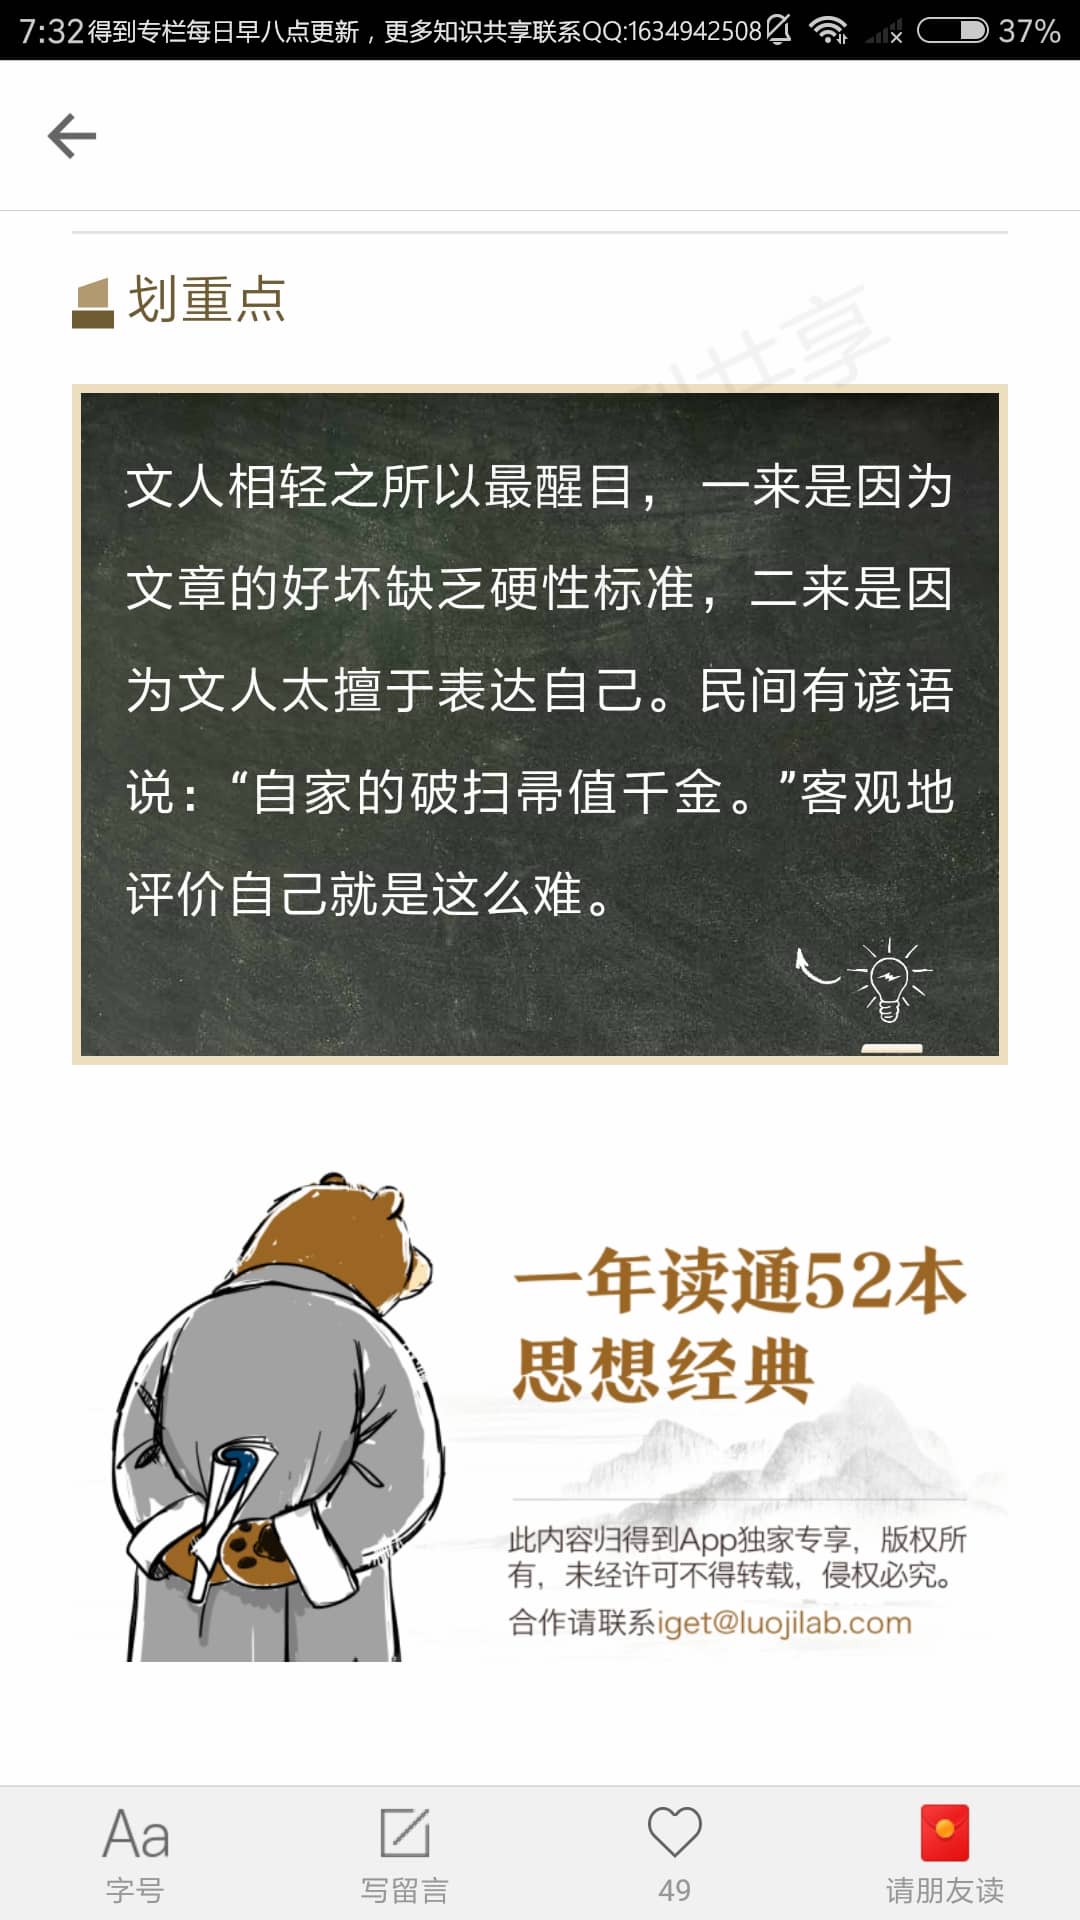 7:32得到专栏每日早八点更新，更多知识共享联系QQ:1634942508 37%
共享
划重点
文人相轻之所以最醒目，一来是因为
文章的好坏缺乏硬性标准，二来是因
为文人太擅于表达自己。民间有谚语
说：“自家的破扫帚值千金。”客观地
评价自己就是这么难。
一年读通52本
思想经典
此内容归得到App独家专享，版权所
有，未经许可不得转载，侵权必究。
合作请联系iget@luojilab.com
Aa
字号
写留言
49
请朋友读